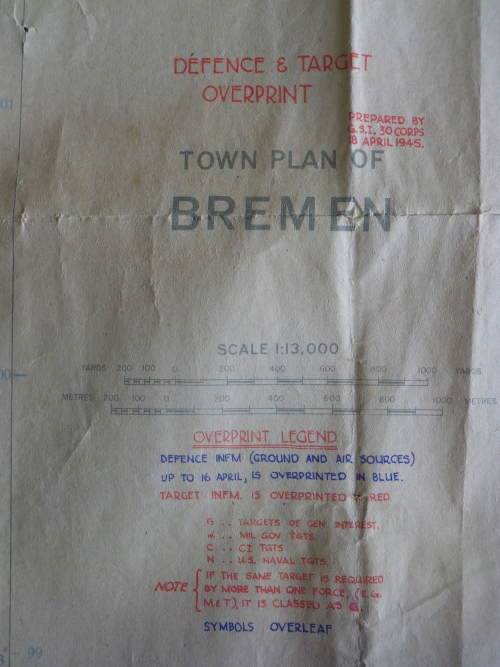 DEFENCE & TARGET
OVERPRINT
PREPARED BY
G.S.I. 30 CORPS
18 APRIL 1945.
01
TOWN PLAN OF
BREMEN
SCALE 1:13,000
00
YARDS 200 100 0 200 400 600 800 1000 YARDS
METRES 200 100 0 200 400 600 800 METRES
OVERPRINT LEGEND
DEFENCE INFM (GROUND AND AIR SOURCES)
UP TO 16 APRIL, IS OVERPRINTED IN BLUE.
TARGET INFM. IS OVERPRINTED RED.
G .. TARGETS OF GEN INTEREST.
.. MIL GOV TGTS
C .. CI TGTS
N .. U.S. NAVAL TGTS.
NOTE { IF THE SAME TARGET IS REQUIRED
BY MORE THAN ONE FORCE, (E.G.
M & T), IT IS CLASSED AS G.
SYMBOLS OVERLEAF
99